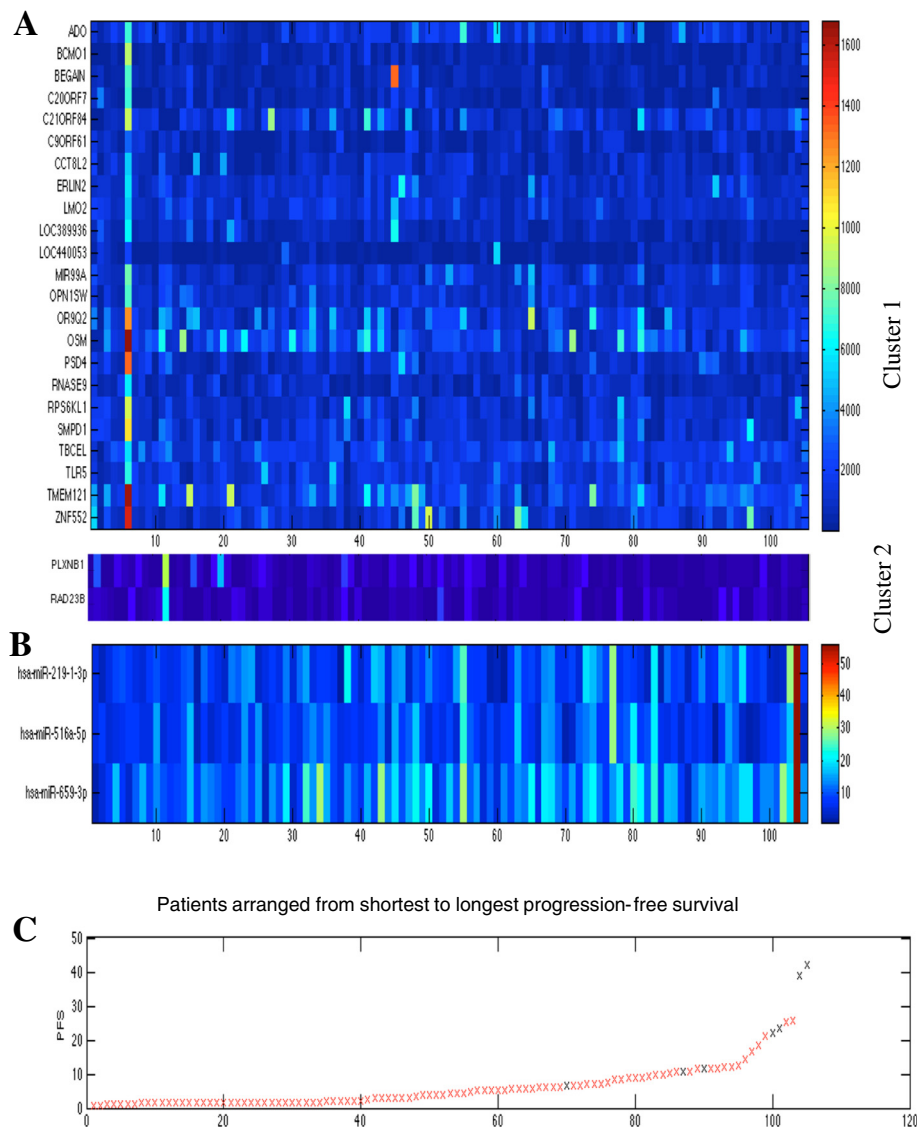 A
ADO
BCMO1
BEGAIN
C20ORF7
C21ORF84
C9ORF61
CCT8L2
ERLIN2
LMO2
LOC389936
LOC440053
MIR99A
OPN1SW
OR9Q2
OSM
PSD4
RNASE9
RPS6KL1
SMPD1
TBCEL
TLR5
TMEM121
ZNF552
10 20 30 40 50 60 70 80 90 100
1600
1400
1200
1000
8000
6000
4000
2000
Cluster 1
PLXNB1
RAD23B
Cluster 2
B
hsa-miR-219-1-3p
hsa-miR-516a-5p
hsa-miR-659-3p
10 20 30 40 50 60 70 80 90 100
50
40
30
20
10
Patients arranged from shortest to longest progression-free survival
C
PFS
50
40
30
20
10
0
0 20 40 60 80 100 120